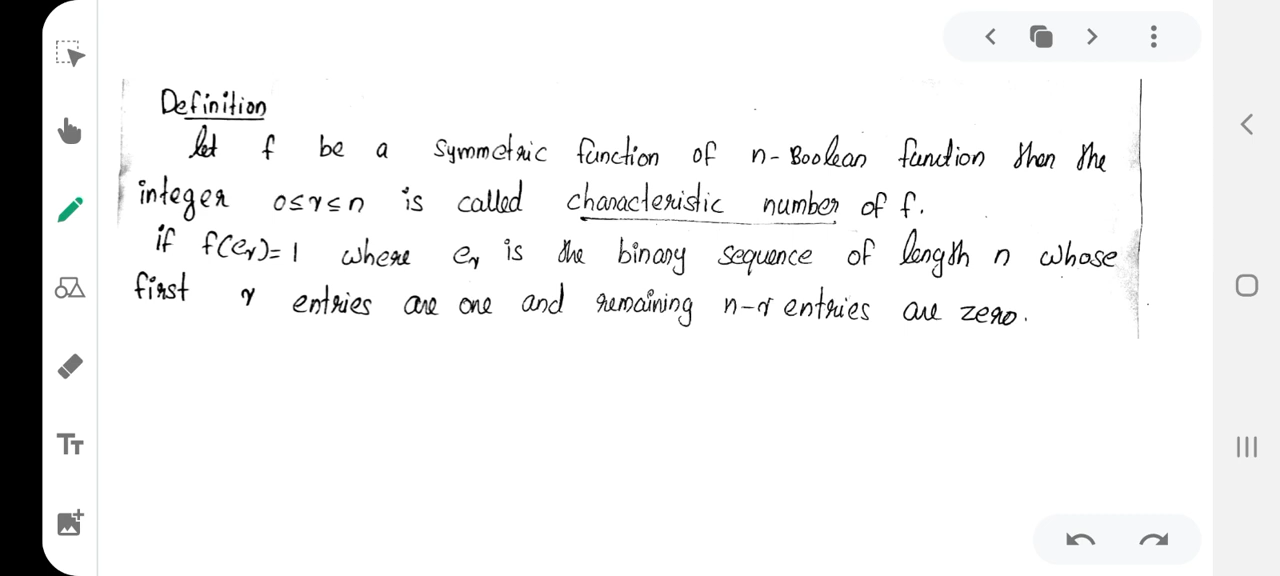 Definition
let f be a symmetric function of n-Boolean function then the
integer 0≤r≤n is called characteristic number of f.
if f(er)=1 where er is the binary sequence of length n whose
first r entries are one and remaining n-r entries are zero.
TT